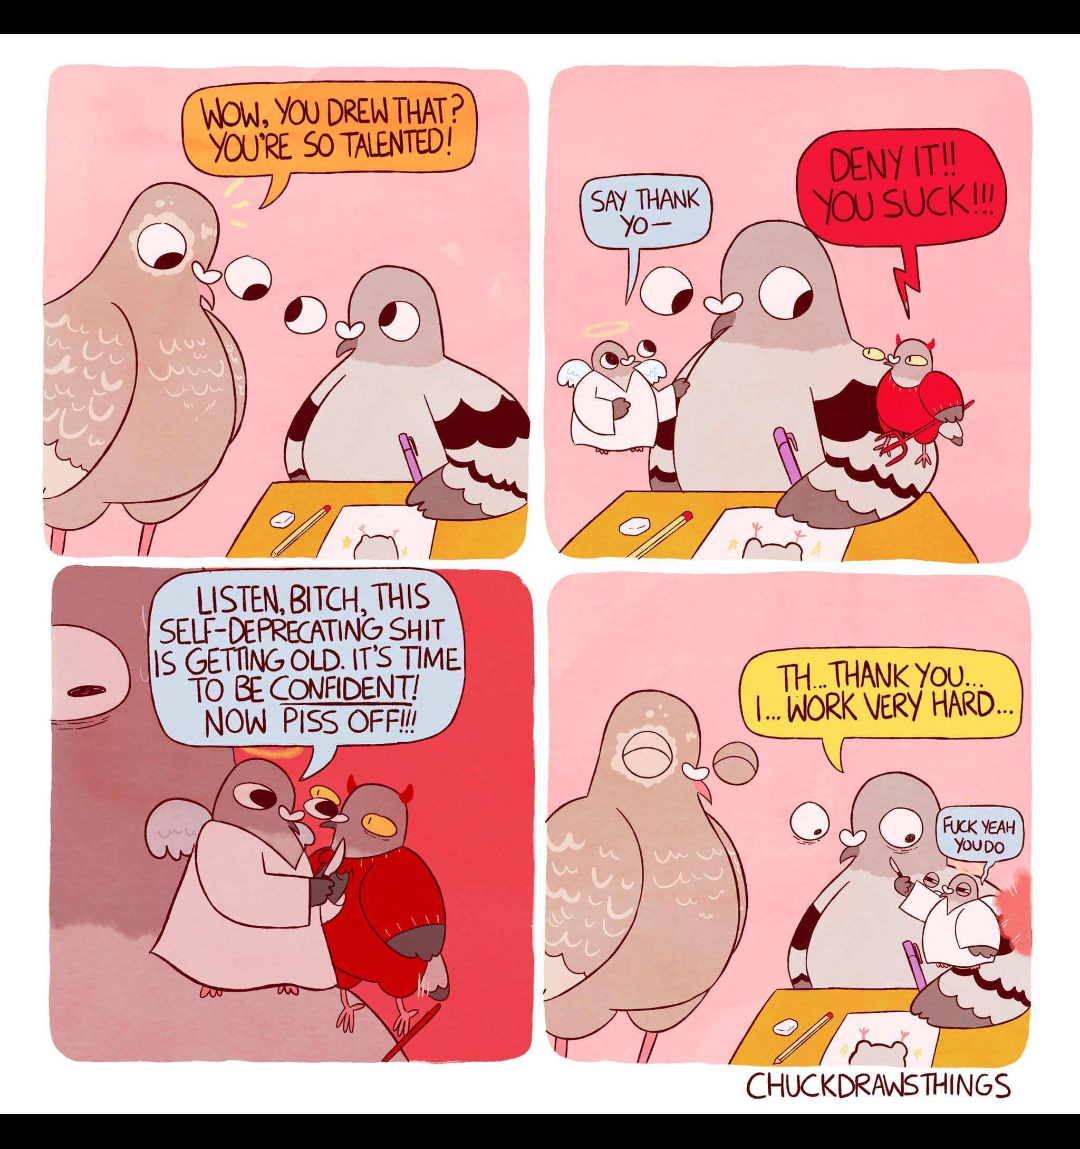 WOW, YOU DREW THAT?
YOU'RE SO TALENTED!
SAY THANK
YO—
DENY IT!!
YOU SUCK!!!
LISTEN, BITCH, THIS
SELF-DEPRECATING SHIT
IS GETTING OLD. IT'S TIME
TO BE CONFIDENT!
NOW PISS OFF!!!
TH... THANK YOU...
I... WORK VERY HARD...
FUCK YEAH
YOU DO
CHUCKDRAWSTHINGS